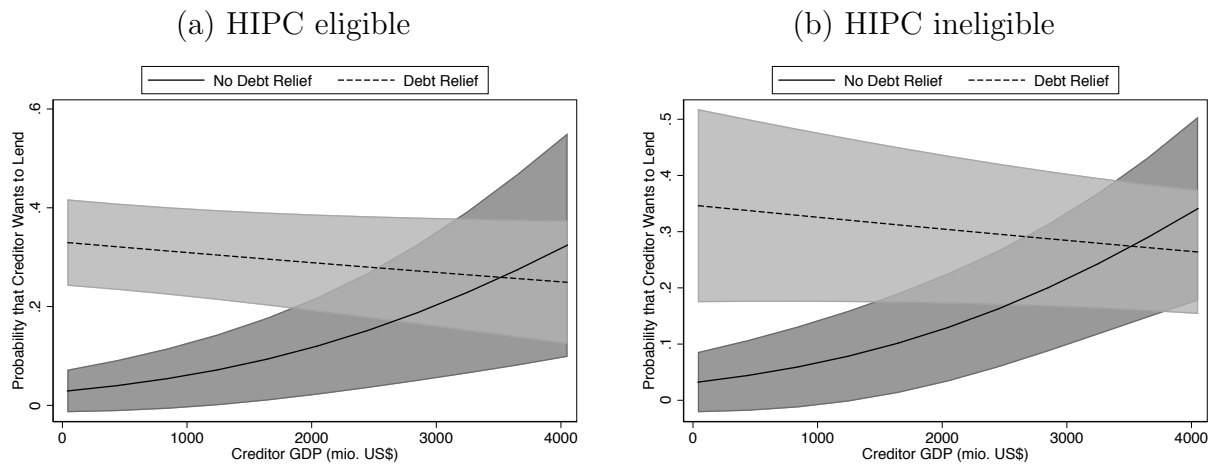 (a) HIPC eligible
No Debt Relief
Debt Relief
Probability that Creditor Wants to Lend
.6
.4
.2
0
0
1000
2000
3000
4000
Creditor GDP (mio. US$)
(b) HIPC ineligible
No Debt Relief
Debt Relief
Probability that Creditor Wants to Lend
.5
.4
.3
.2
.1
0
0
1000
2000
3000
4000
Creditor GDP (mio. US$)